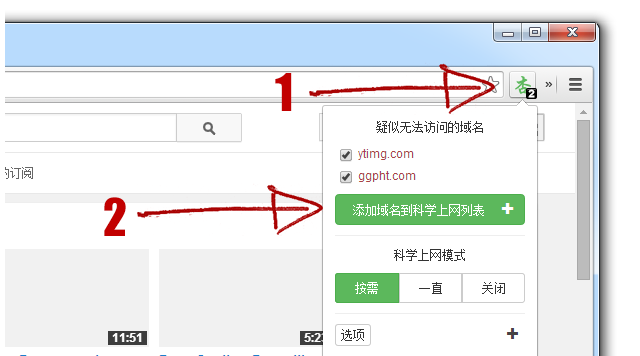 1
杏
2
»
疑似无法访问的域名
ytimg.com
ggpht.com
的订阅
2
添加域名到科学上网列表 +
科学上网模式
按需 一直 关闭
11:51
选项 +